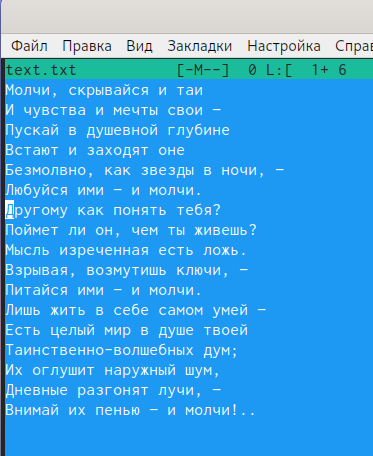 Файл Правка Вид Закладки Настройка Справ
text.txt [-M--] 0 L:[ 1+ 6
Молчи, скрывайся и таи
И чувства и мечты свои –
Пускай в душевной глубине
Встают и заходят оне
Безмолвно, как звезды в ночи, –
Любуйся ими – и молчи.
Другому как понять тебя?
Поймет ли он, чем ты живешь?
Мысль изреченная есть ложь.
Взрывая, возмутишь ключи, –
Питайся ими – и молчи.
Лишь жить в себе самом умей –
Есть целый мир в душе твоей
Таинственно-волшебных дум;
Их оглушит наружный шум,
Дневные разгонят лучи, –
Внимай их пенью – и молчи!..